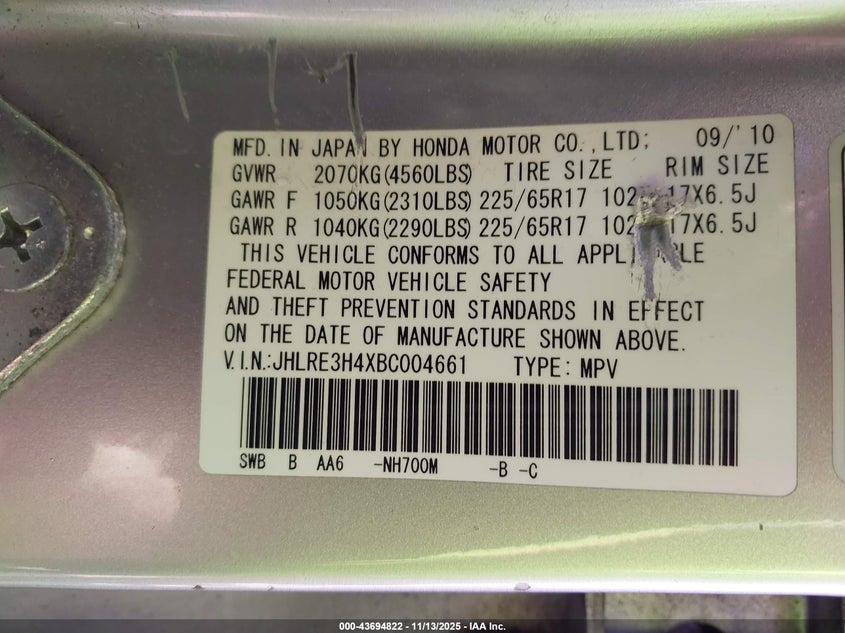 MFD. IN JAPAN BY HONDA MOTOR CO.,LTD; 09/'10
GVWR 2070KG(4560LBS) TIRE SIZE RIM SIZE
GAWR F 1050KG(2310LBS) 225/65R17 102 17X6.5J
GAWR R 1040KG(2290LBS) 225/65R17 102 17X6.5J
THIS VEHICLE CONFORMS TO ALL APPLICABLE
FEDERAL MOTOR VEHICLE SAFETY
AND THEFT PREVENTION STANDARDS IN EFFECT
ON THE DATE OF MANUFACTURE SHOWN ABOVE.
V.I.N.:JHLRE3H4XBC004661 TYPE: MPV
SWB B AA6 -NH700M -B -C
000-43694822 - 11/13/2025 - IAA Inc.